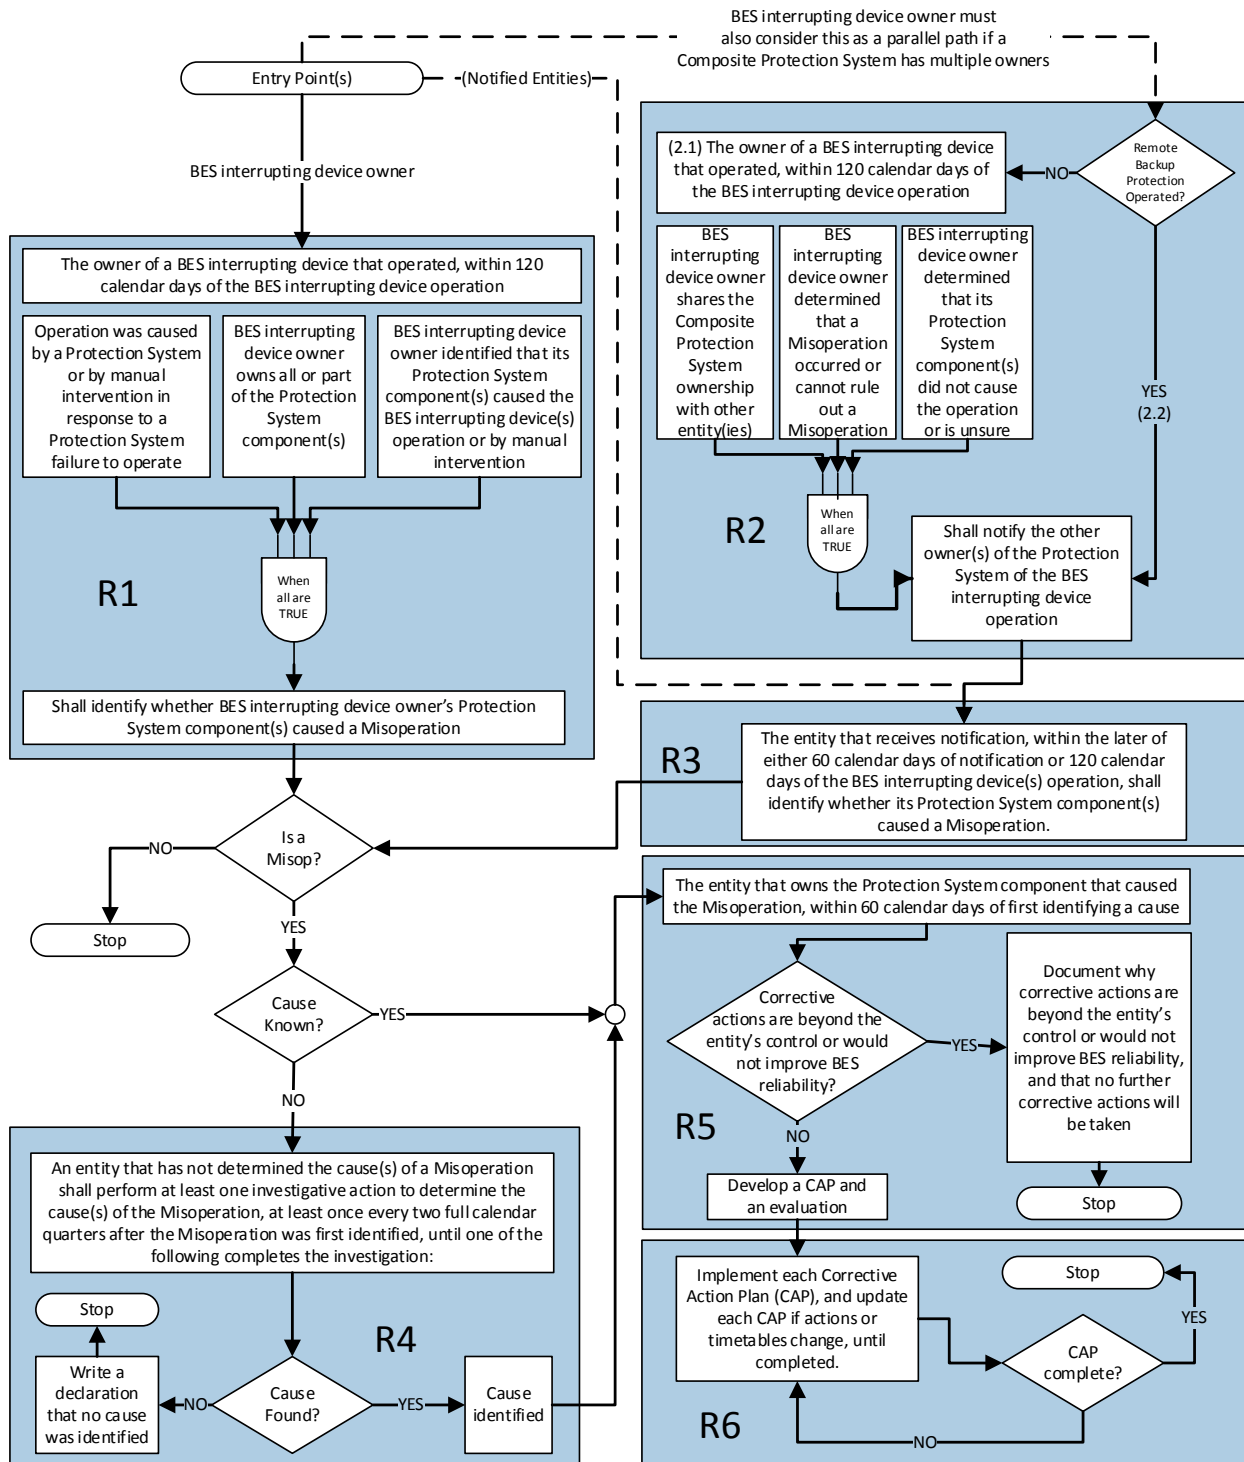 BES interrupting device owner must
also consider this as a parallel path if a
Composite Protection System has multiple owners
Entry Point(s)
(Notified Entities)
BES interrupting device owner
The owner of a BES interrupting device that operated, within 120
calendar days of the BES interrupting device operation
Operation was caused
by a Protection System
or by manual
intervention in
response to a
Protection System
failure to operate
BES interrupting
device owner
owns all or part
of the Protection
System
component(s)
BES interrupting device
owner identified that its
Protection System
component(s) caused the
BES interrupting device(s)
operation or by manual
intervention
When
all are
TRUE
R1
Shall identify whether BES interrupting device owner's Protection
System component(s) caused a Misoperation
Remote
Backup
Protection
Operated?
NO
(2.1) The owner of a BES interrupting device
that operated, within 120 calendar days of
the BES interrupting device operation
BES
interrupting
device owner
shares the
Composite
Protection
System
ownership
with other
entity(ies)
BES
interrupting
device owner
determined
that a
Misoperation
occurred or
cannot rule
out a
Misoperation
BES interrupting
device owner
determined
that its
Protection
System
component(s)
did not cause
the operation
or is unsure
YES
(2.2)
When
all are
TRUE
R2
Shall notify the other
owner(s) of the Protection
System of the BES
interrupting device
operation
R3
The entity that receives notification, within the later of
either 60 calendar days of notification or 120 calendar
days of the BES interrupting device(s) operation, shall
identify whether its Protection System component(s)
caused a Misoperation.
Is a
Misop?
NO
Stop
YES
Cause
Known?
YES
NO
The entity that owns the Protection System component that caused
the Misoperation, within 60 calendar days of first identifying a cause
Corrective
actions are beyond the
entity's control or would
not improve BES
reliability?
YES
Document why
corrective actions are
beyond the entity's
control or would not
improve BES reliability,
and that no further
corrective actions will
be taken
Stop
R5
NO
Develop a CAP and
an evaluation
An entity that has not determined the cause(s) of a Misoperation
shall perform at least one investigative action to determine the
cause(s) of the Misoperation, at least once every two full calendar
quarters after the Misoperation was first identified, until one of the
following completes the investigation:
Stop
R4
Write a
declaration
that no cause
was identified
NO
Cause
Found?
YES
Cause
identified
Implement each Corrective
Action Plan (CAP), and update
each CAP if actions or
timetables change, until
completed.
Stop
YES
CAP
complete?
NO
R6